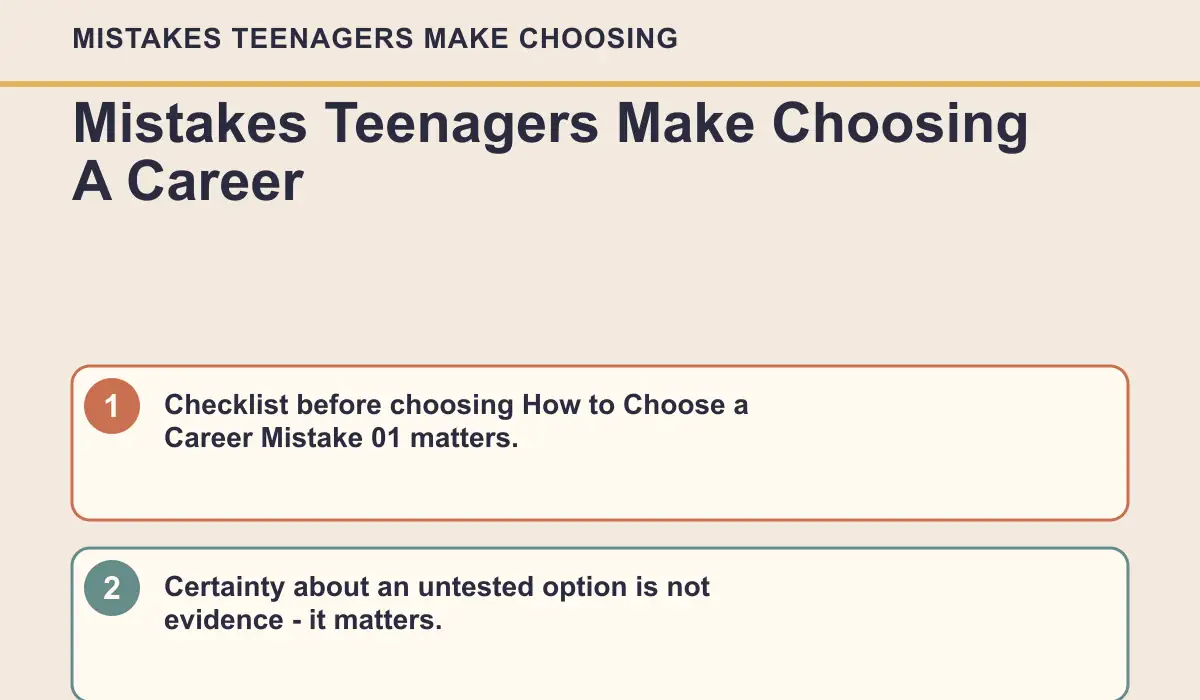 MISTAKES TEENAGERS MAKE CHOOSING
Mistakes Teenagers Make Choosing
A Career
1
Checklist before choosing How to Choose a
Career Mistake 01 matters.
2
Certainty about an untested option is not
evidence - it matters.